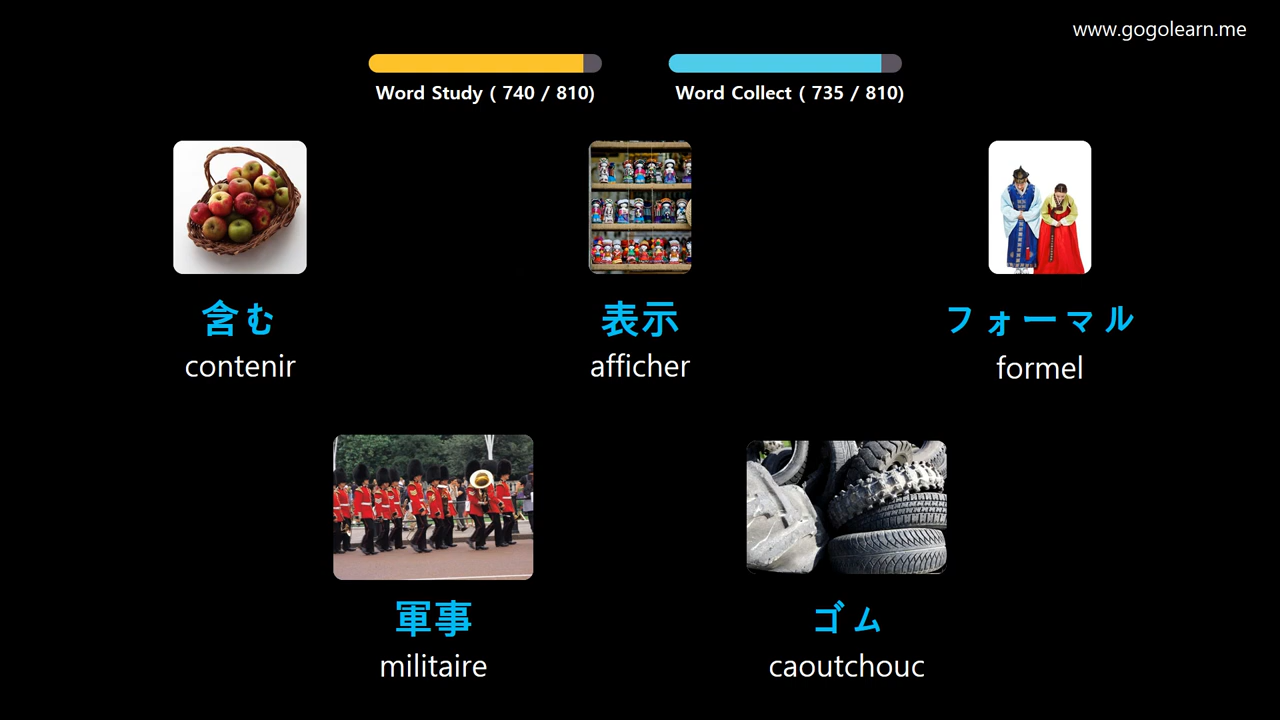 www.gogolearn.me
Word Study ( 740 / 810)
Word Collect ( 735 / 810)
含む
contenir
表示
afficher
フォーマル
formel
軍事
militaire
ゴム
caoutchouc